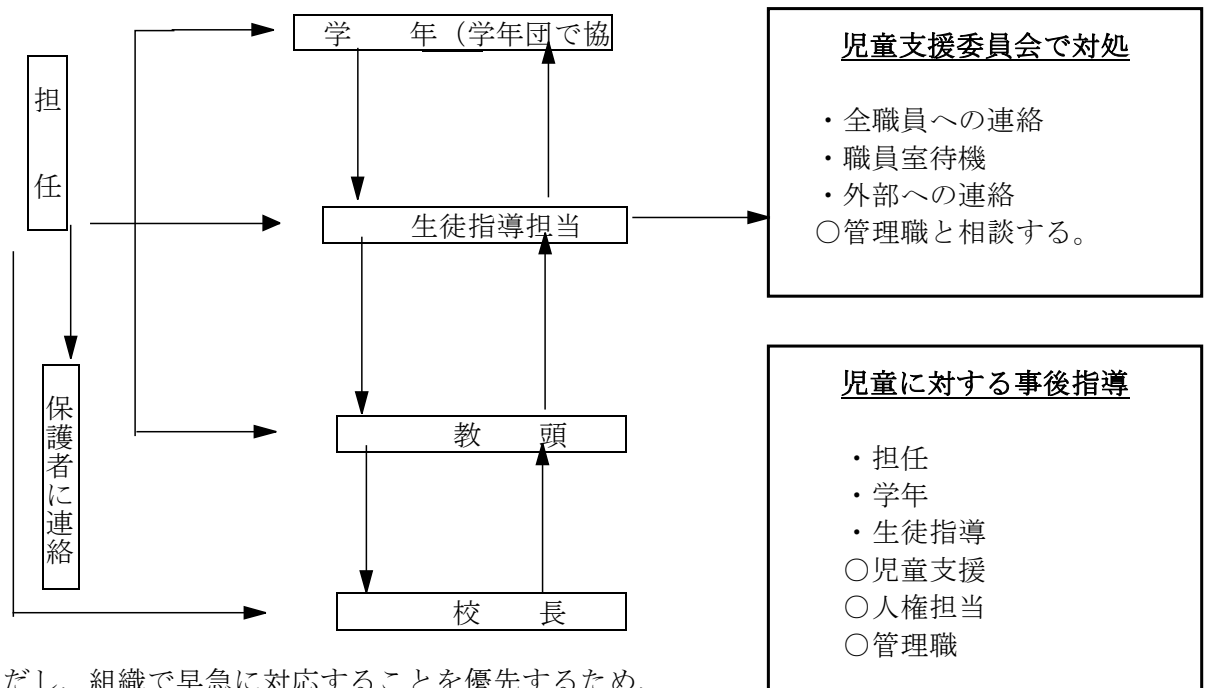 学　　年（学年団で協
担任
生徒指導担当
保護者に連絡
教　　頭
校　　長
だし、組織で早急に対応することを優先するため、
児童支援委員会で対処
・全職員への連絡
・職員室待機
・外部への連絡
○管理職と相談する。
児童に対する事後指導
・担任
・学年
・生徒指導
○児童支援
○人権担当
○管理職